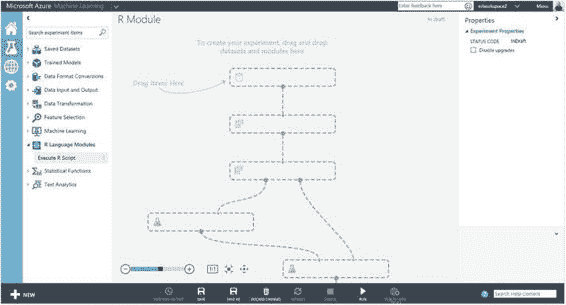 Microsoft Azure Machine Learning
Enter feedback here
mlworkspace2
Menu
Search experiment items
Saved Datasets
Trained Models
Data Format Conversions
Data Input and Output
Data Transformation
Feature Selection
Machine Learning
R Language Modules
Execute R Script
Statistical Functions
Text Analytics
R Module
In draft
To create your experiment, drag and drop
datasets and modules here
Drag Items Here
1:1
Properties
Experiment Properties
STATUS CODE InDraft
Disable upgrades
NEW
SAVE
SAVE AS
DISCARD CHANGES
REFRESH
RUN
Search Help Content